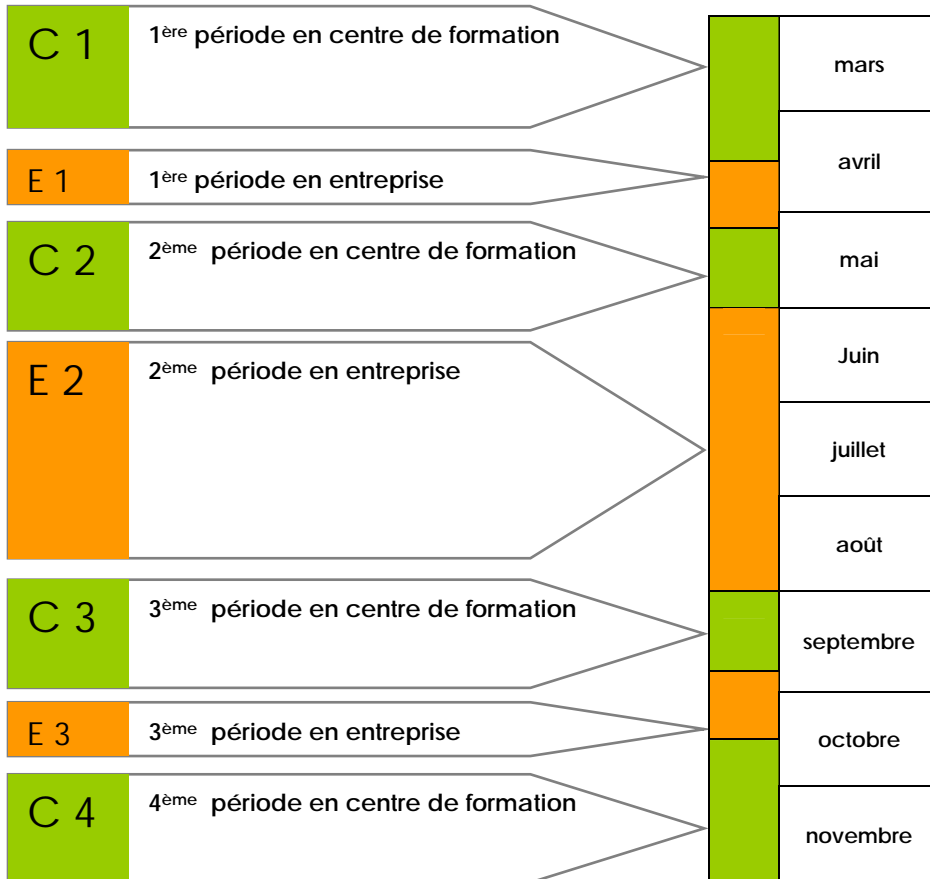 C 1
1ère période en centre de formation
E 1
1ère période en entreprise
C 2
2ème période en centre de formation
E 2
2ème période en entreprise
C 3
3ème période en centre de formation
E 3
3ème période en entreprise
C 4
4ème période en centre de formation
mars
avril
mai
Juin
juillet
août
septembre
octobre
novembre